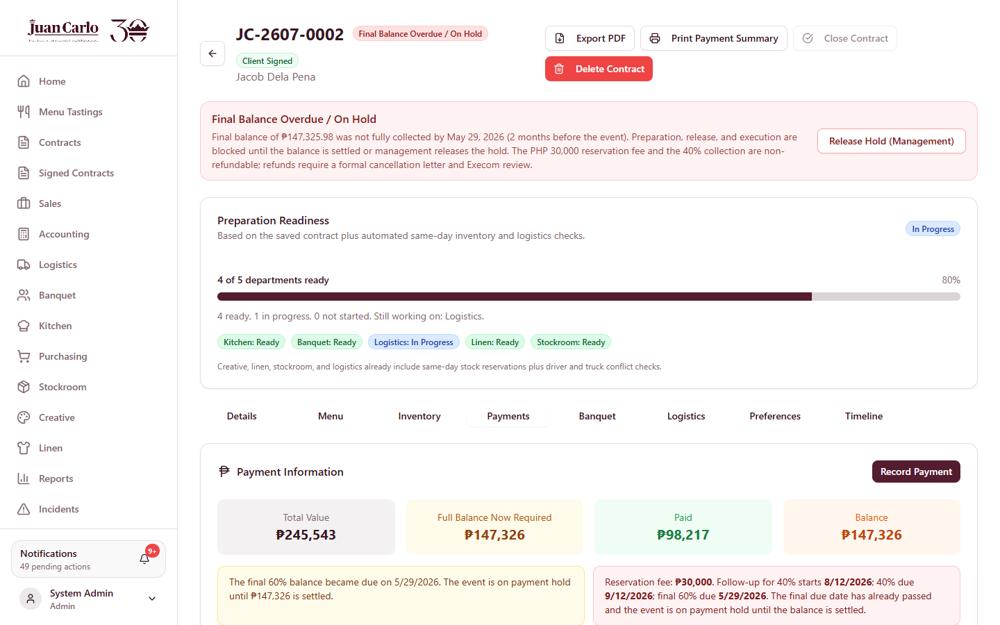 Juan Carlo 30
Home
Menu Tastings
Contracts
Signed Contracts
Sales
Accounting
Logistics
Banquet
Kitchen
Purchasing
Stockroom
Creative
Linen
Reports
Incidents
Notifications
49 pending actions
9+
System Admin
Admin
JC-2607-0002
Final Balance Overdue / On Hold
Client Signed
Jacob Dela Pena
Export PDF
Print Payment Summary
Close Contract
Delete Contract
Final Balance Overdue / On Hold
Final balance of ₱147,325.98 was not fully collected by May 29, 2026 (2 months before the event). Preparation, release, and execution are
blocked until the balance is settled or management releases the hold. The PHP 30,000 reservation fee and the 40% collection are non-
refundable; refunds require a formal cancellation letter and Execom review.
Release Hold (Management)
Preparation Readiness
Based on the saved contract plus automated same-day inventory and logistics checks.
In Progress
4 of 5 departments ready
80%
4 ready, 1 in progress, 0 not started. Still working on: Logistics.
Kitchen: Ready
Banquet: Ready
Logistics: In Progress
Linen: Ready
Stockroom: Ready
Creative, linen, stockroom, and logistics already include same-day stock reservations plus driver and truck conflict checks.
Details
Menu
Inventory
Payments
Banquet
Logistics
Preferences
Timeline
₱ Payment Information
Record Payment
Total Value
₱245,543
Full Balance Now Required
₱147,326
Paid
₱98,217
Balance
₱147,326
The final 60% balance became due on 5/29/2026. The event is on payment hold
until ₱147,326 is settled.
Reservation fee: ₱30,000. Follow-up for 40% starts 8/12/2026; 40% due
9/12/2026; final 60% due 5/29/2026. The final due date has already passed
and the event is on payment hold until the balance is settled.